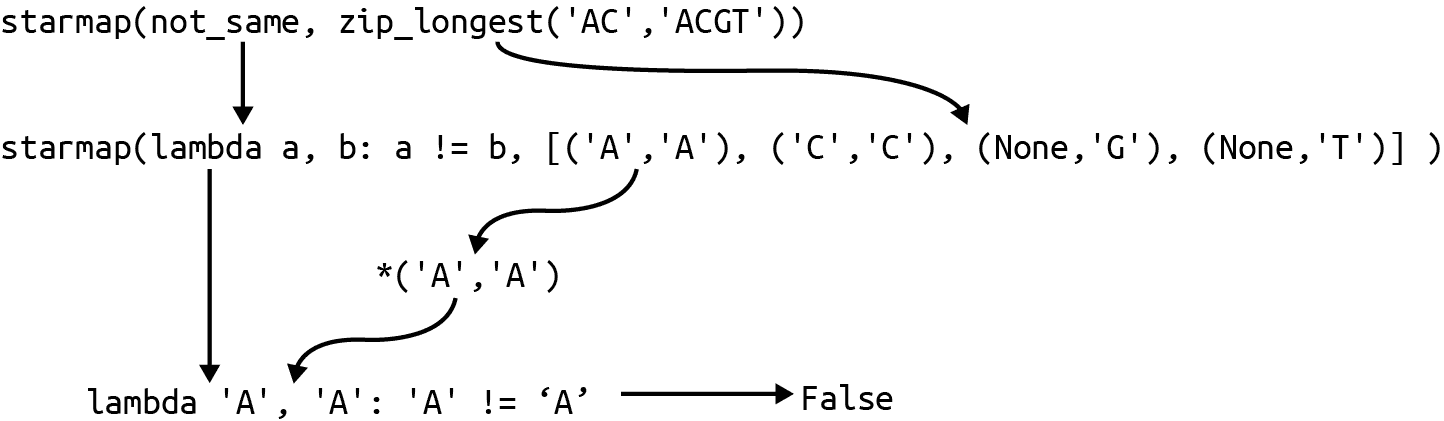 starmap(not_same, zip_longest('AC','ACGT'))
starmap(lambda a, b: a != b, [('A','A'), ('C','C'), (None,'G'), (None,'T')] )
*('A','A')
lambda 'A', 'A': 'A' != ‘A’ False